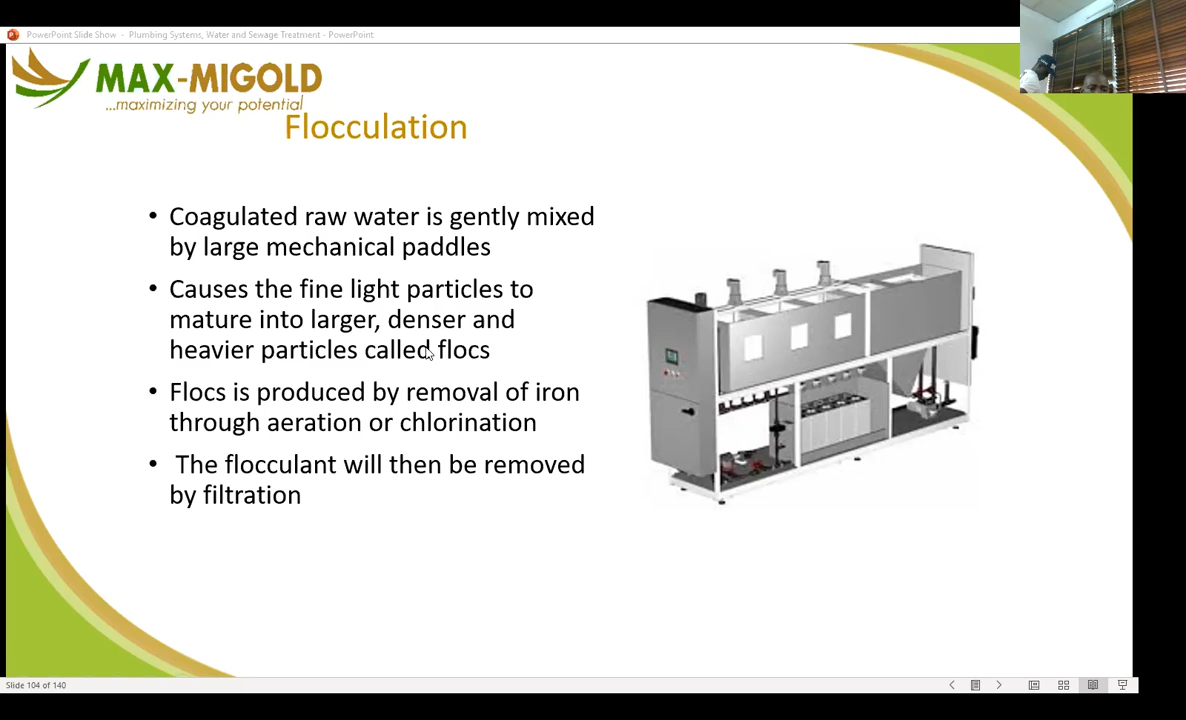 PowerPoint Slide Show - Plumbing Systems, Water and Sewage Treatment - PowerPoint
MAX-MIGOLD
...maximizing your potential
Flocculation
• Coagulated raw water is gently mixed
by large mechanical paddles
• Causes the fine light particles to
mature into larger, denser and
heavier particles called flocs
• Flocs is produced by removal of iron
through aeration or chlorination
• The flocculant will then be removed
by filtration
Slide 104 of 140